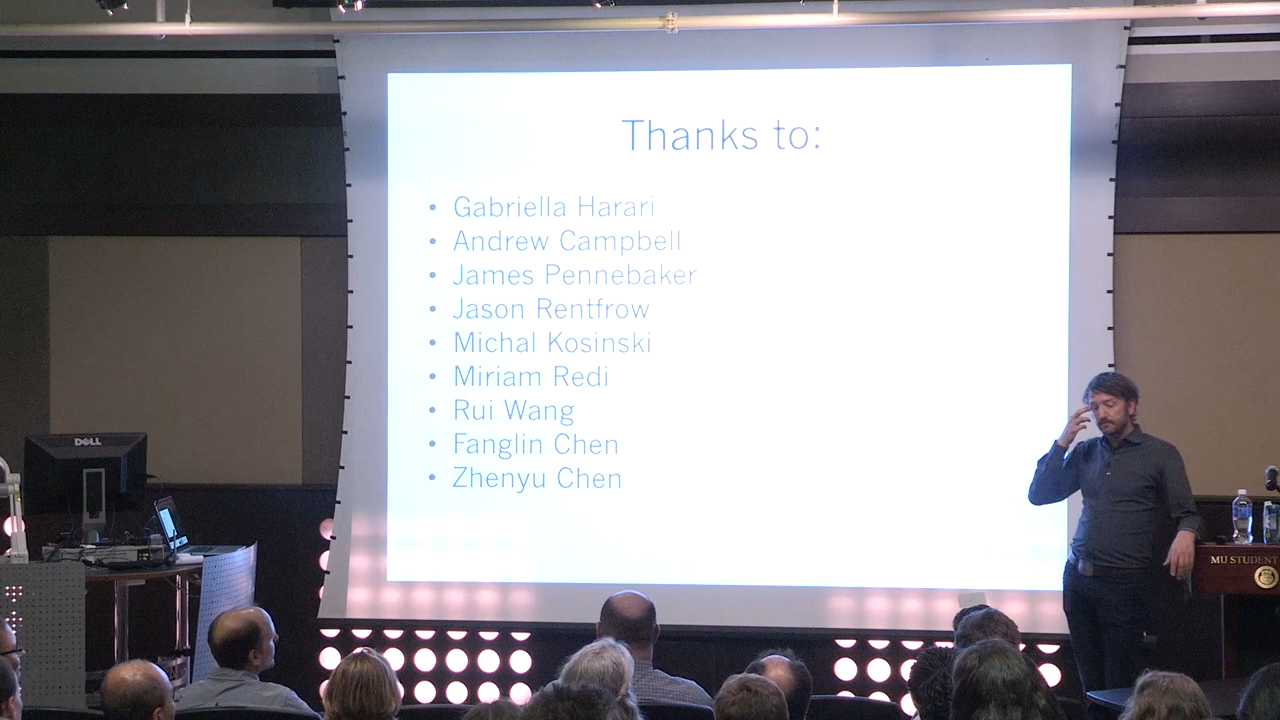 Thanks to:
• Gabriella Harari
• Andrew Campbell
• James Pennebaker
• Jason Rentfrow
• Michal Kosinski
• Miriam Redi
• Rui Wang
• Fanglin Chen
• Zhenyu Chen
DELL
MU STUDENT